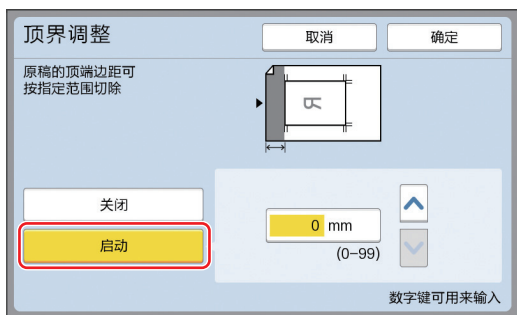 顶界调整
取消
确定
原稿的顶端边距可
按指定范围切除
R
关闭
启动
0 mm
(0-99)
数字键可用来输入